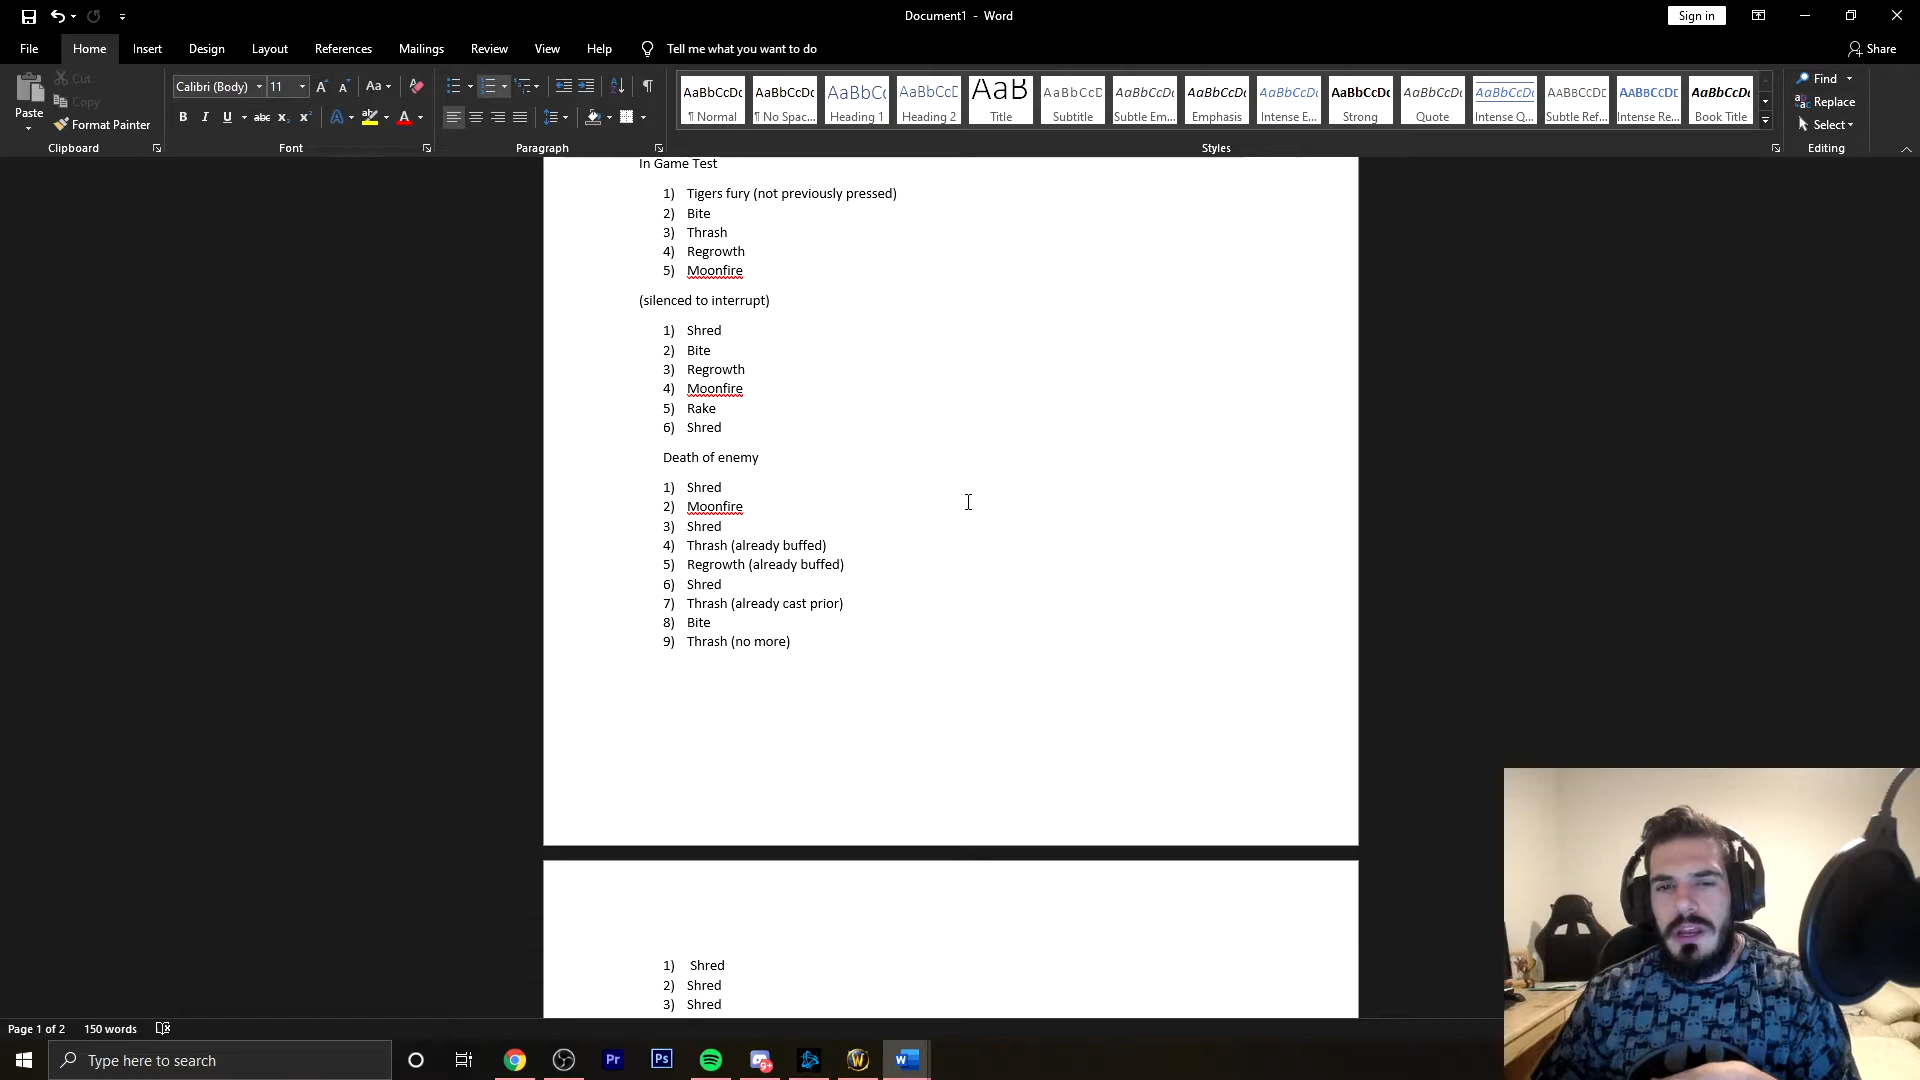 Document1 - Word
Sign in
File Home Insert Design Layout References Mailings Review View Help Tell me what you want to do
Share
Cut
Copy
Paste
Format Painter
Clipboard
Calibri (Body) 11
Font
Paragraph
AaBbCcDc AaBbCcDc AaBbC AaBbCcD AaB AaBbCcD AaBbCcDc AaBbCcDc AaBbCcDc AaBbCcDc AaBbCcDc AaBbCcDc AABBCCDE AABBCCDE AaBbCcDc
¶ Normal ¶ No Spac... Heading 1 Heading 2 Title Subtitle Subtle Em... Emphasis Intense E... Strong Quote Intense Q... Subtle Ref... Intense Re... Book Title
Styles
Find
Replace
Select
Editing
In Game Test
1) Tigers fury (not previously pressed)
2) Bite
3) Thrash
4) Regrowth
5) Moonfire
(silenced to interrupt)
1) Shred
2) Bite
3) Regrowth
4) Moonfire
5) Rake
6) Shred
Death of enemy
1) Shred
2) Moonfire
3) Shred
4) Thrash (already buffed)
5) Regrowth (already buffed)
6) Shred
7) Thrash (already cast prior)
8) Bite
9) Thrash (no more)
1) Shred
2) Shred
3) Shred
Page 1 of 2 150 words
Type here to search